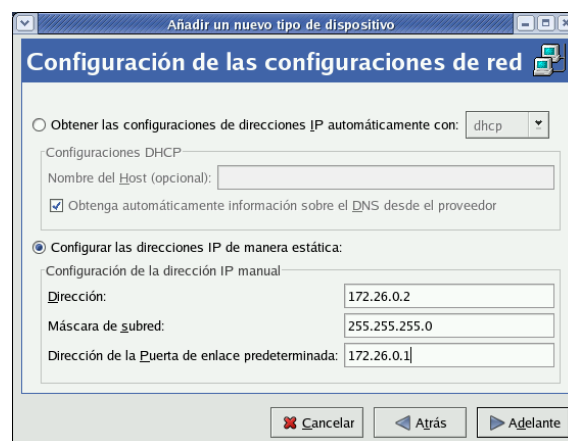 Añadir un nuevo tipo de dispositivo
Configuración de las configuraciones de red
Obtener las configuraciones de direcciones IP automáticamente con: dhcp
Configuraciones DHCP
Nombre del Host (opcional):
Obtenga automáticamente información sobre el DNS desde el proveedor
Configurar las direcciones IP de manera estática:
Configuración de la dirección IP manual
Dirección: 172.26.0.2
Máscara de subred: 255.255.255.0
Dirección de la Puerta de enlace predeterminada: 172.26.0.1
Cancelar Atrás Adelante